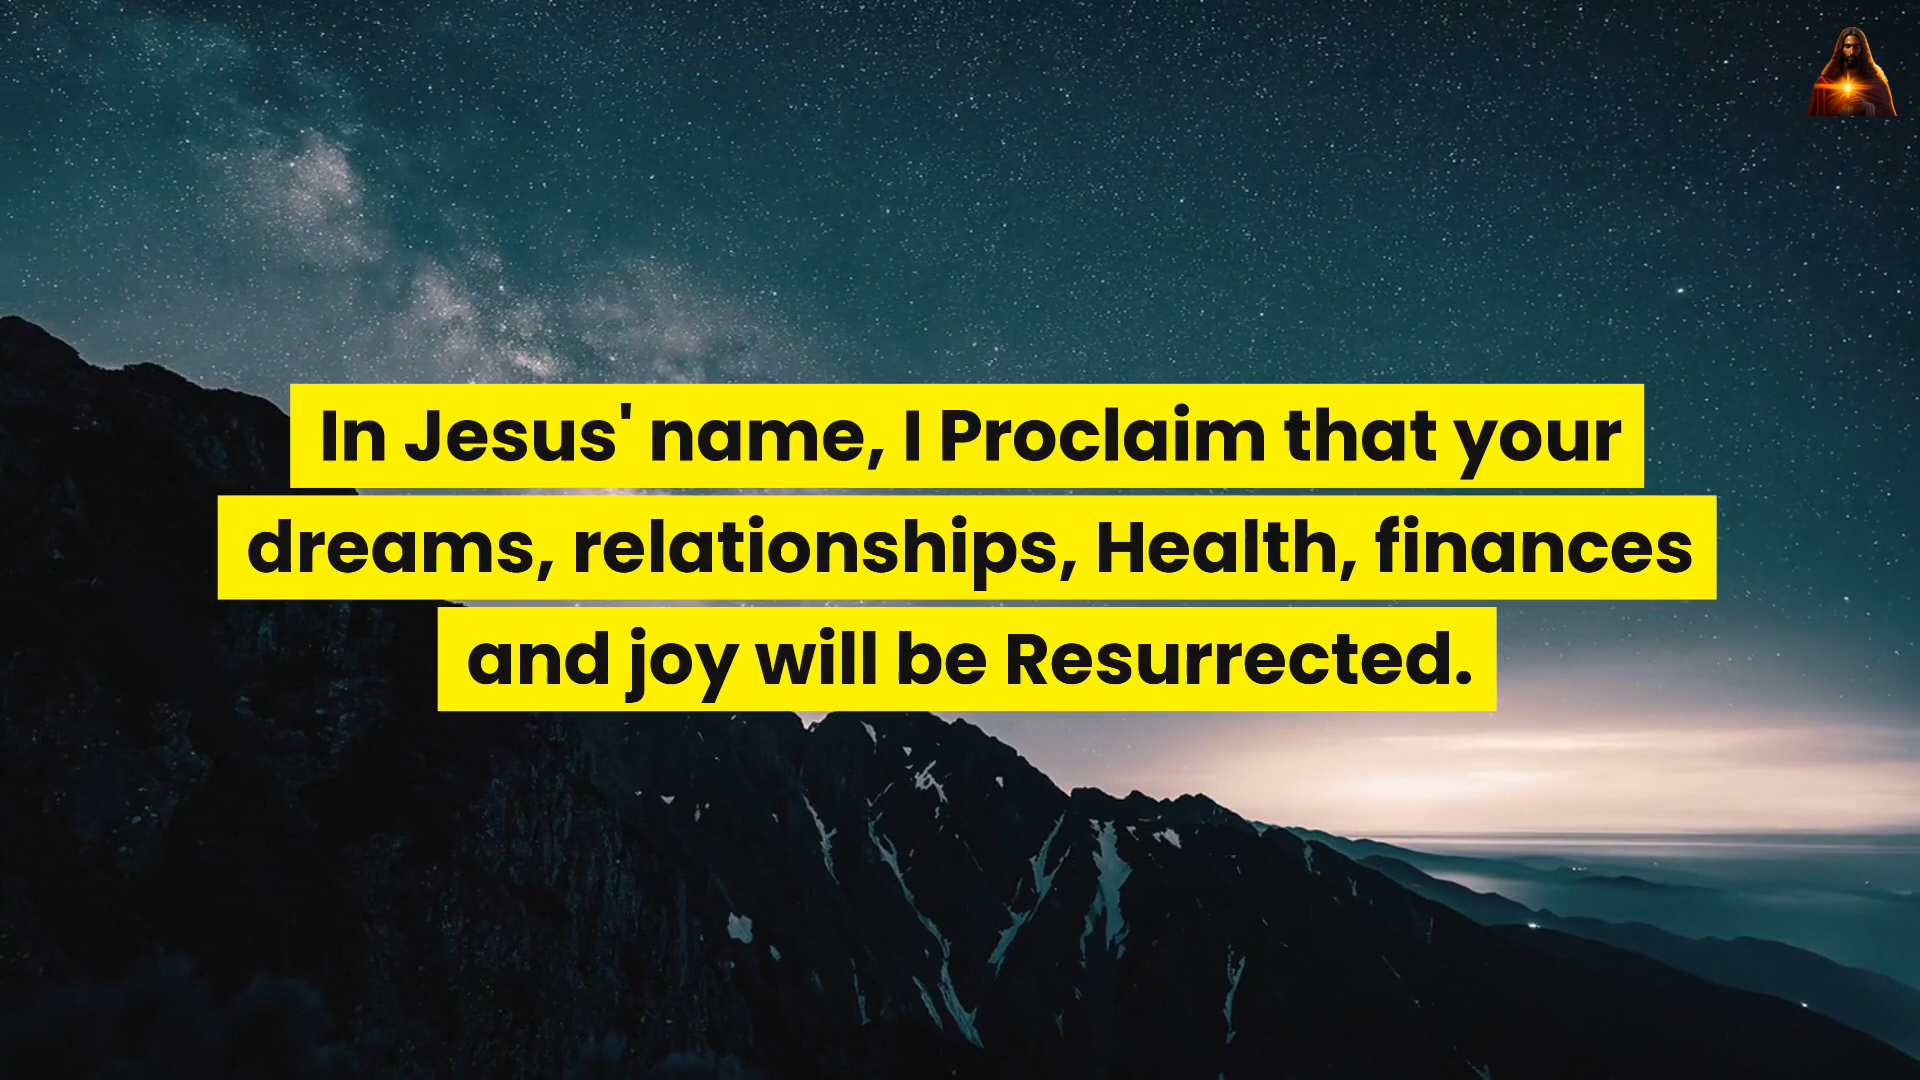 In Jesus' name, I Proclaim that your
dreams, relationships, Health, finances
and joy will be Resurrected.